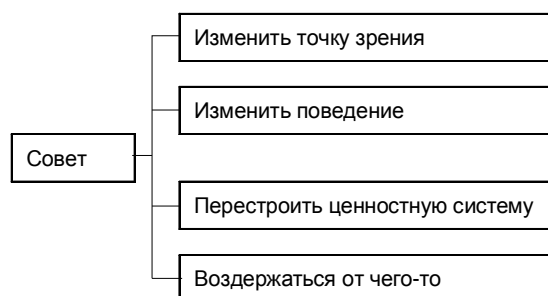 Изменить точку зрения
Изменить поведение
Совет
Перестроить ценностную систему
Воздержаться от чего-то